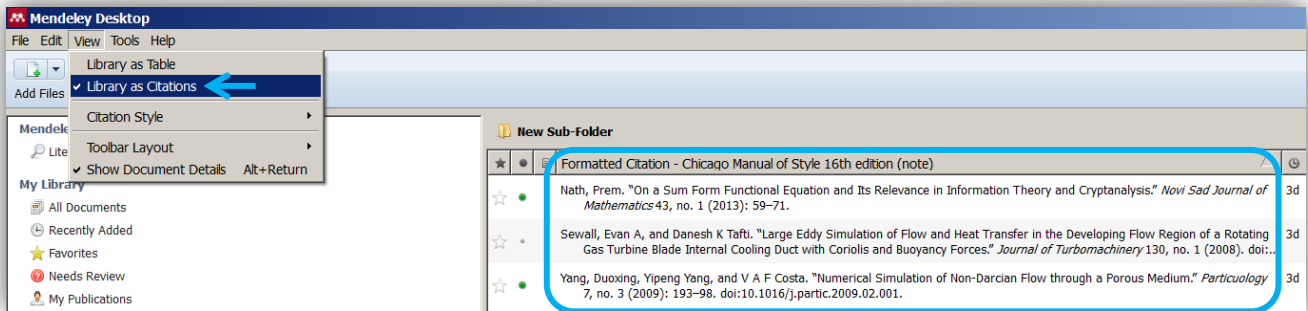 Mendeley Desktop
File Edit View Tools Help
Library as Table
Library as Citations
Add Files
Citation Style
Toolbar Layout
Show Document Details Alt+Return
Mendele
Lite
My Library
All Documents
Recently Added
Favorites
Needs Review
My Publications
New Sub-Folder
Formatted Citation - Chicago Manual of Style 16th edition (note)
Nath, Prem. “On a Sum Form Functional Equation and Its Relevance in Information Theory and Cryptanalysis.” Novi Sad Journal of
Mathematics 43, no. 1 (2013): 59–71.
3d
Sewall, Evan A, and Danesh K Tafti. “Large Eddy Simulation of Flow and Heat Transfer in the Developing Flow Region of a Rotating
Gas Turbine Blade Internal Cooling Duct with Coriolis and Buoyancy Forces.” Journal of Turbomachinery 130, no. 1 (2008). doi:..
3d
Yang, Duoxing, Yipeng Yang, and V A F Costa. “Numerical Simulation of Non-Darcian Flow through a Porous Medium.” Particuology
7, no. 3 (2009): 193–98. doi:10.1016/j.partic.2009.02.001.
3d